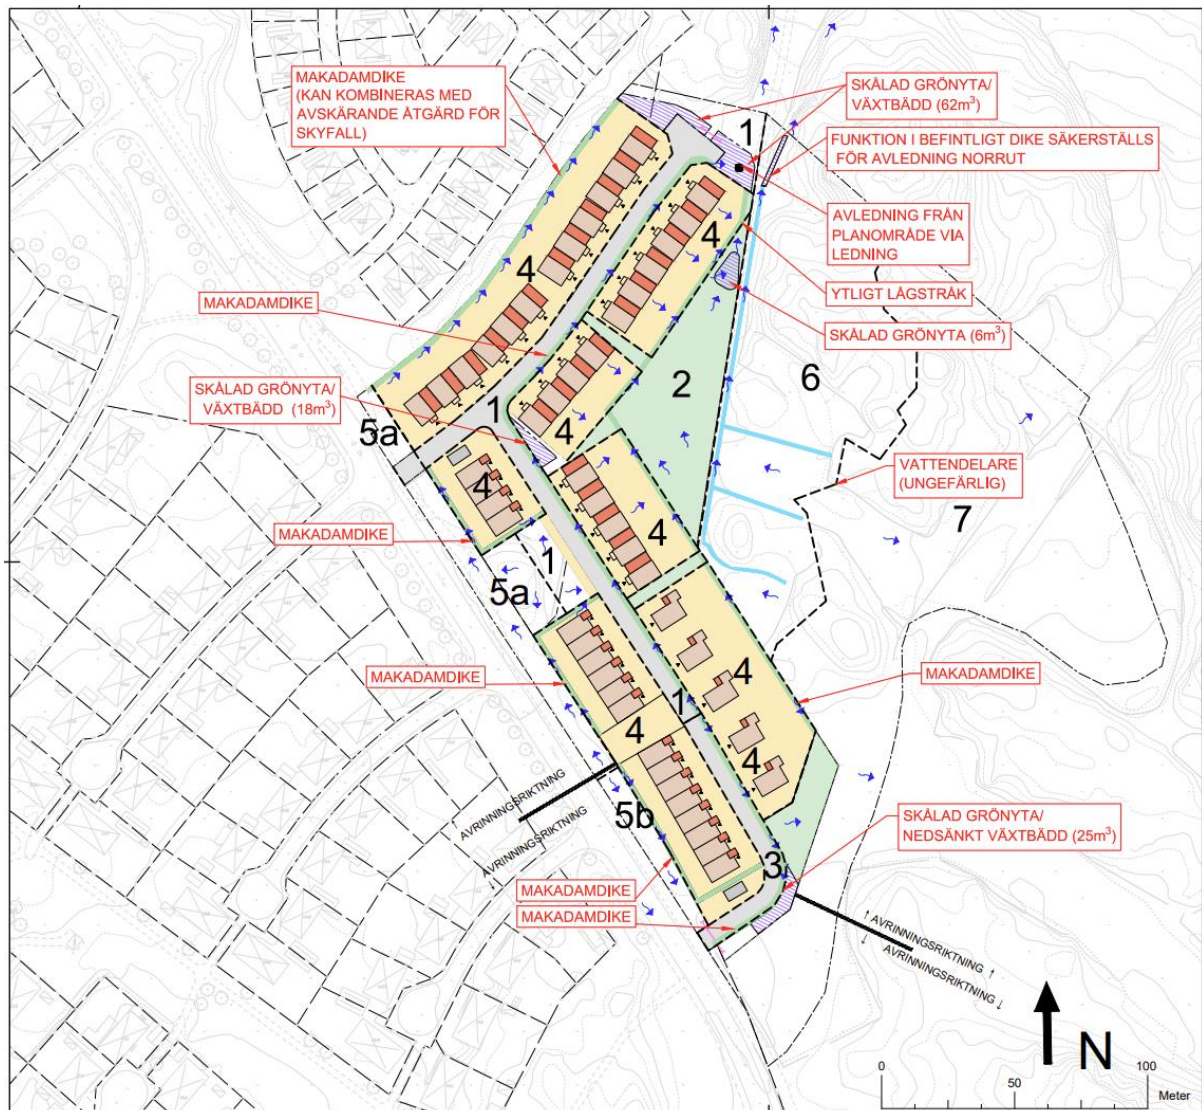 MAKADAMDIKE
(KAN KOMBINERAS MED
AVSKÄRANDE ÅTGÄRD FÖR
SKYFALL)
SKÅLAD GRÖNYTA/
VÄXTBÄDD (62m³)
1
FUNKTION I BEFINTLIGT DIKE SÄKERSTÄLLS
FÖR AVLEDNING NORRUT
AVLEDNING FRÅN
PLANOMRÅDE VIA
LEDNING
4
4
YTLIGT LÅGSTRÅK
MAKADAMDIKE
SKÅLAD GRÖNYTA (6m³)
2
6
SKÅLAD GRÖNYTA/
VÄXTBÄDD (18m³)
1
5a
4
VATTENDELARE
(UNGEFÄRLIG)
4
7
MAKADAMDIKE
4
1
5a
MAKADAMDIKE
4
MAKADAMDIKE
1
4
4
AVRINNINGSRIKTNING
AVRINNINGSRIKTNING
5b
SKÅLAD GRÖNYTA/
NEDSÄNKT VÄXTBÄDD (25m³)
3
MAKADAMDIKE
MAKADAMDIKE
↑ AVRINNINGSRIKTNING ↑
↓ AVRINNINGSRIKTNING ↓
N
0
50
100
Meter